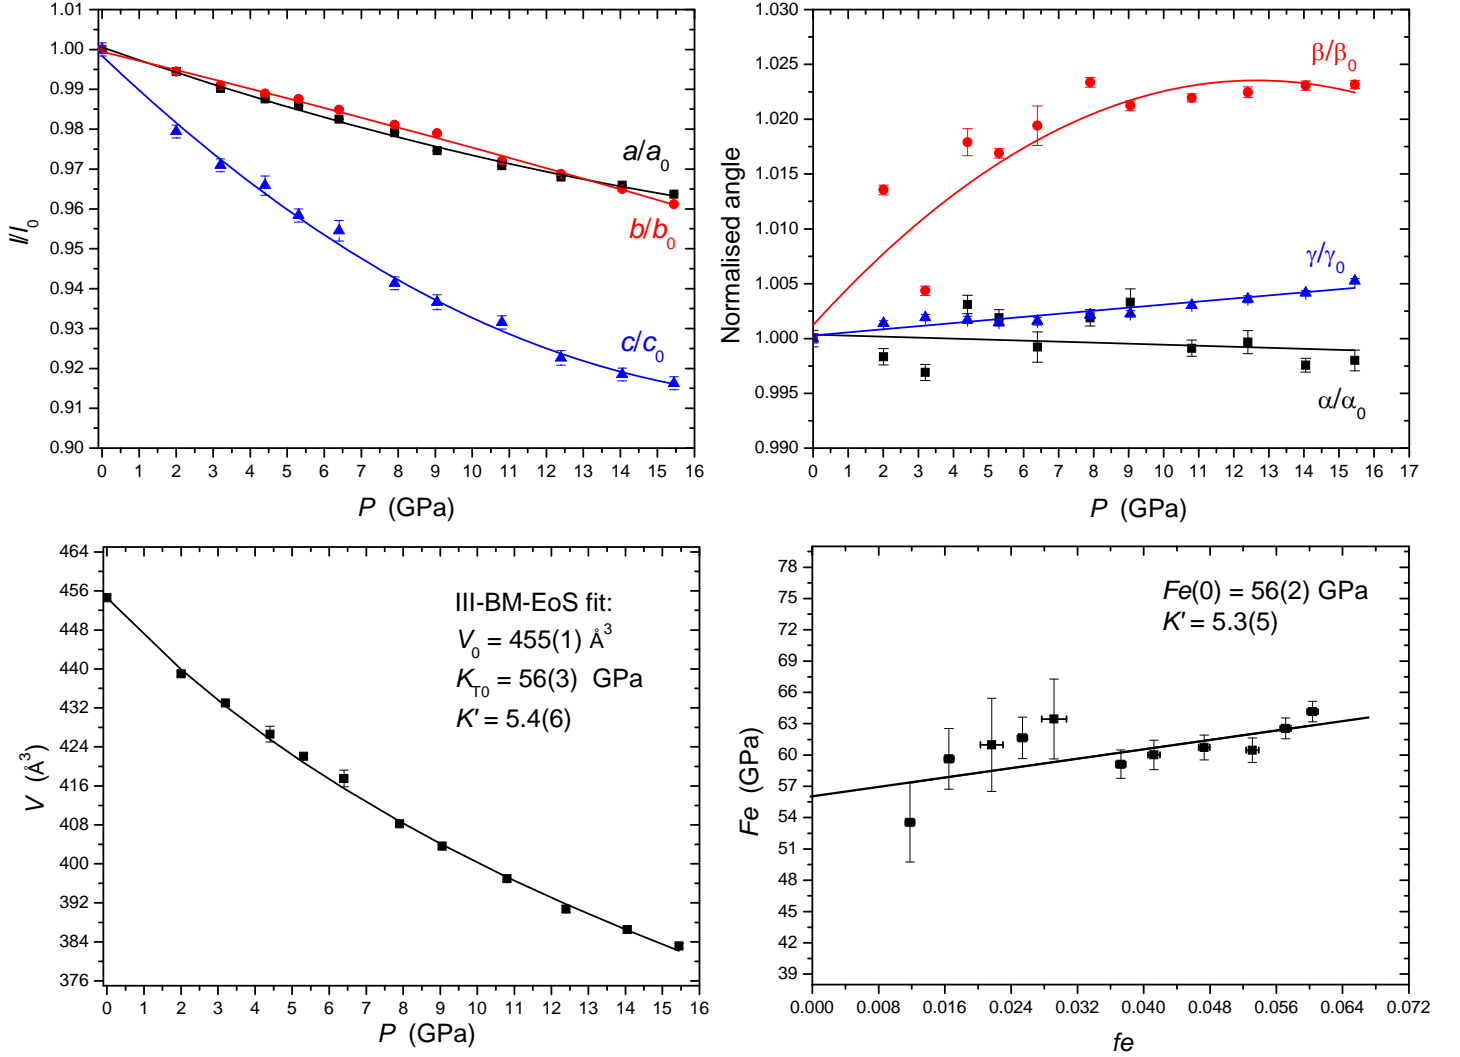 1.00
0.99
0.98
0.97
0.96
0.95
0.94
0.93
0.92
0.91
0.90
l/l0
a/a0
b/b0
c/c0
0 1 2 3 4 5 6 7 8 9 10 11 12 13 14 15 16
P (GPa)
1.030
1.025
1.020
1.015
1.010
1.005
1.000
0.995
0.990
Normalised angle
β/β0
γ/γ0
α/α0
0 1 2 3 4 5 6 7 8 9 10 11 12 13 14 15 16 17
P (GPa)
464
456
448
440
432
424
416
408
400
392
384
376
V (Å3)
III-BM-EoS fit:
V0 = 455(1) Å3
KT0 = 56(3) GPa
K' = 5.4(6)
0 1 2 3 4 5 6 7 8 9 10 11 12 13 14 15 16
P (GPa)
78
75
72
69
66
63
60
57
54
51
48
45
42
39
Fe (GPa)
Fe(0) = 56(2) GPa
K' = 5.3(5)
0.000 0.008 0.016 0.024 0.032 0.040 0.048 0.056 0.064 0.072
fe